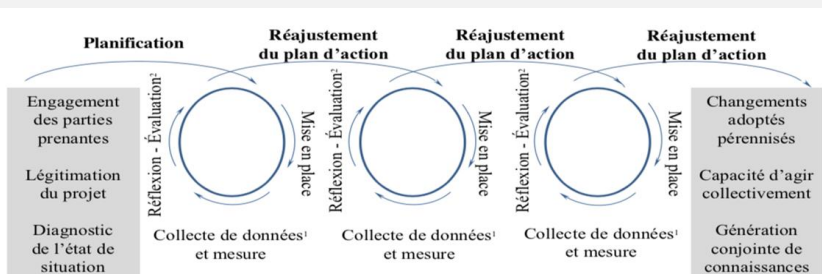 Planification
Réajustement
du plan d'action
Réajustement
du plan d'action
Réajustement
du plan d'action
Engagement
des parties
prenantes
Légitimation
du projet
Diagnostic
de l'état de
situation
Réflexion - Évaluation²
Mise en place
Collecte de données¹
et mesure
Réflexion - Évaluation²
Mise en place
Collecte de données¹
et mesure
Réflexion - Évaluation²
Mise en place
Collecte de données¹
et mesure
Changements
adoptés
pérennisés
Capacité d'agir
collectivement
Génération
conjointe de
connaissances